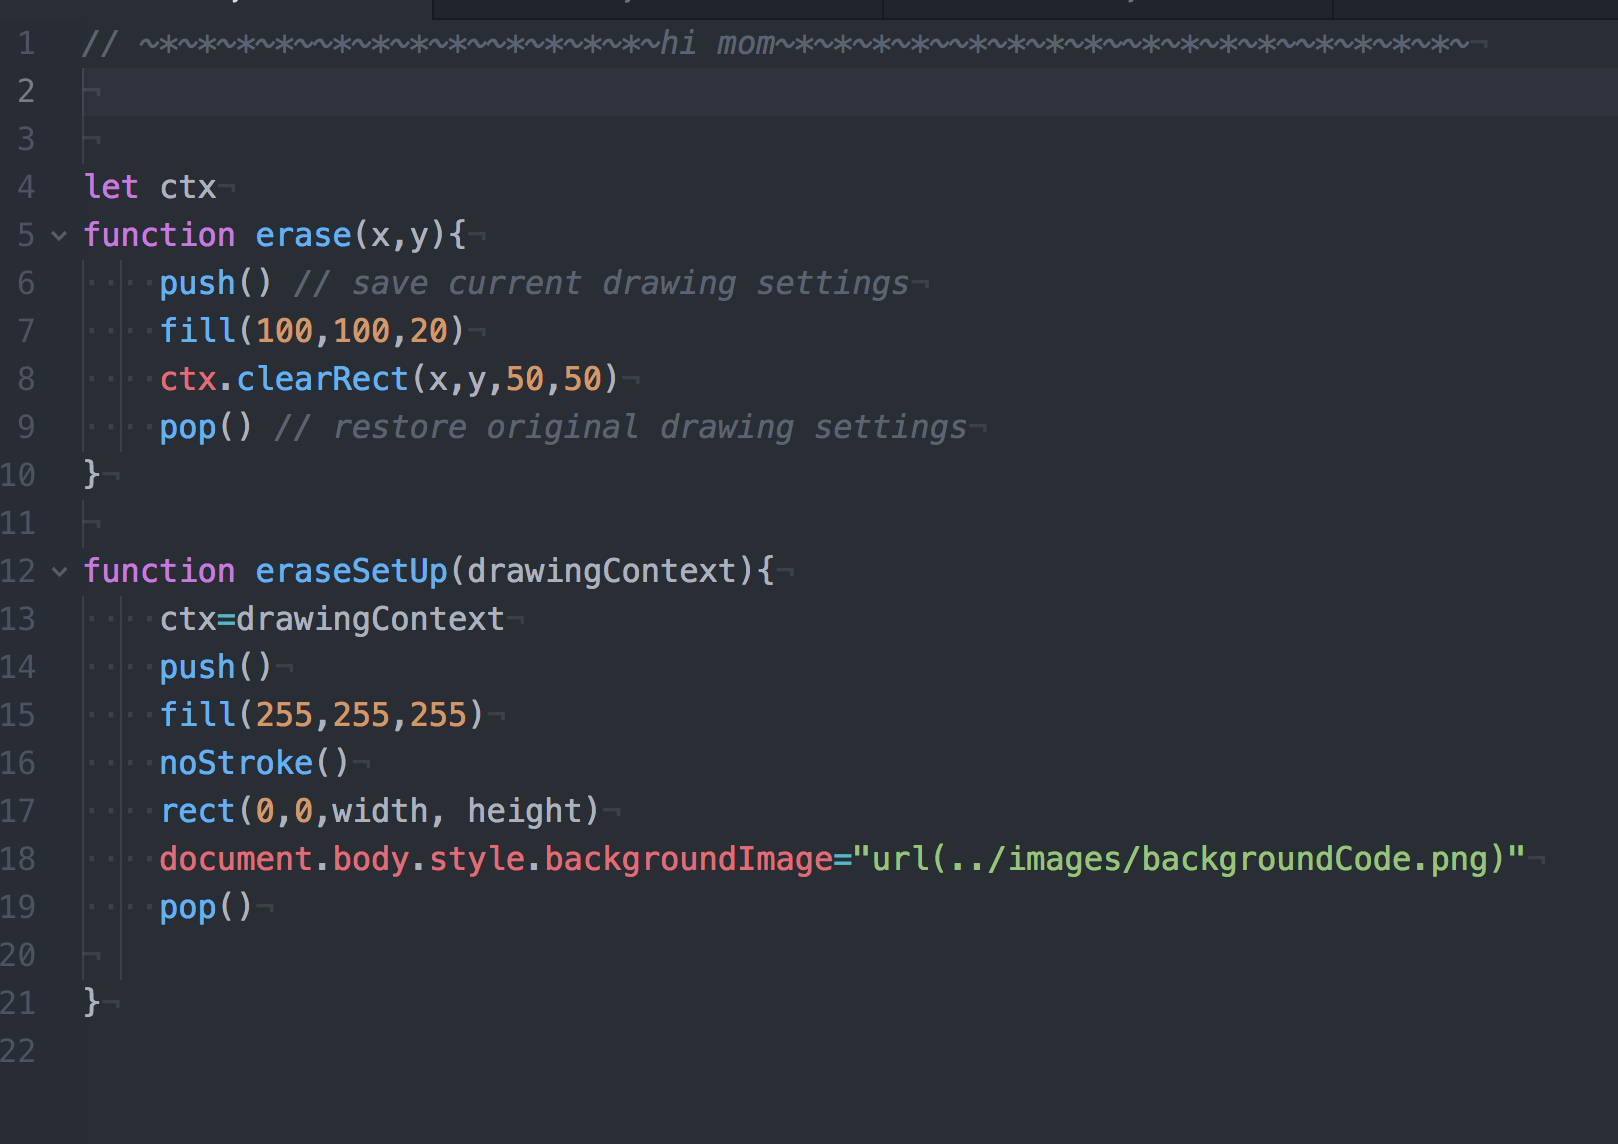 1 // ~*~*~*~*~~*~*~*~*~~*~*~*~*~hi mom~*~*~*~*~~*~*~*~*~~*~*~*~*~~*~*~*~*~¬
2 ¬
3 ¬
4 let ctx¬
5 function erase(x,y){¬
6 ····push() // save current drawing settings¬
7 ····fill(100,100,20)¬
8 ····ctx.clearRect(x,y,50,50)¬
9 ····pop() // restore original drawing settings¬
10 }¬
11 ¬
12 function eraseSetUp(drawingContext){¬
13 ····ctx=drawingContext¬
14 ····push()¬
15 ····fill(255,255,255)¬
16 ····noStroke()¬
17 ····rect(0,0,width, height)¬
18 ····document.body.style.backgroundImage="url(../images/backgroundCode.png)"¬
19 ····pop()¬
20 ¬
21 }¬
22